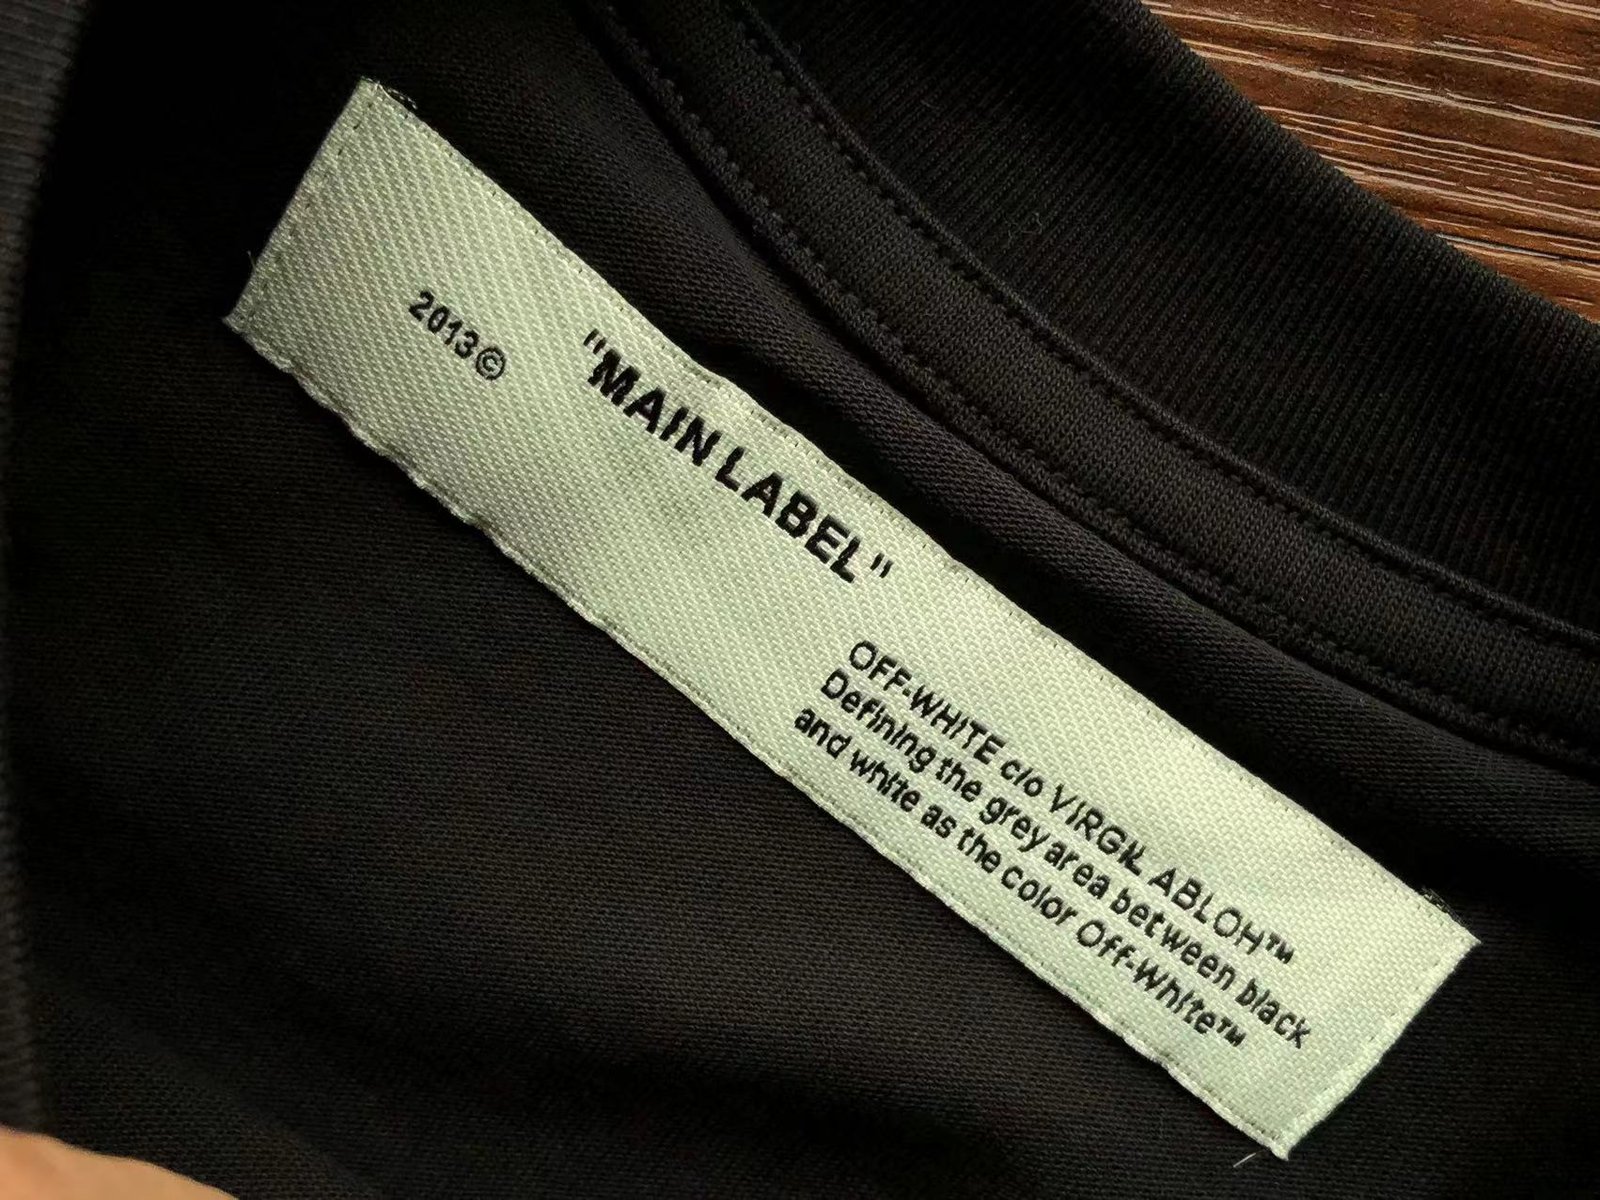 2013©
"MAIN LABEL"
OFF-WHITE c/o VIRGIL ABLOH™
Defining the grey area between black
and white as the color Off-White™